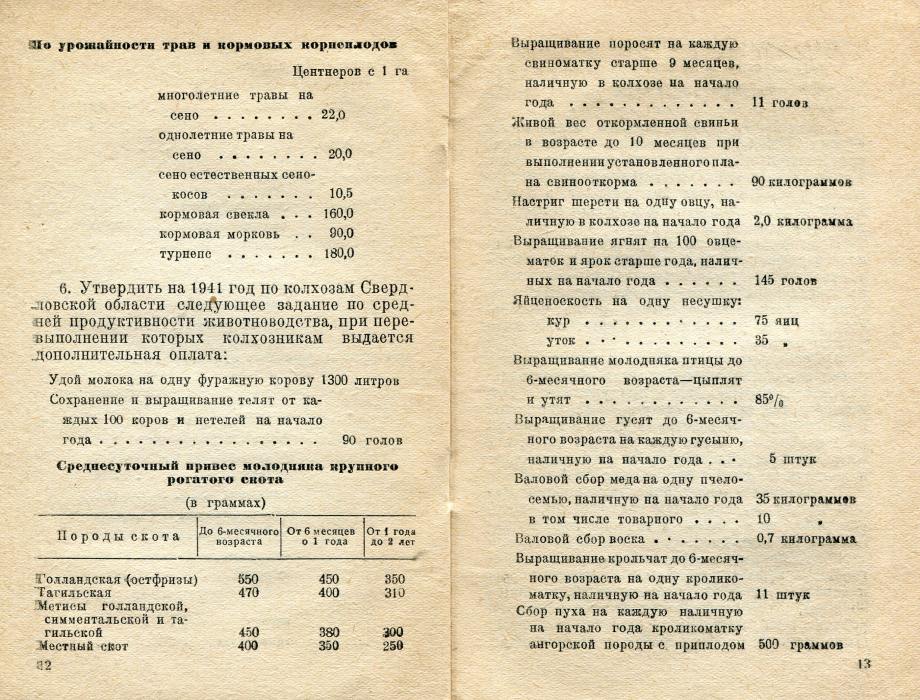 По урожайности трав и кормовых корнеплодов
Центнеров с 1 га
многолетние травы на
сено . . . . . . . . 22,0
однолетние травы на
сено . . . . . . . . 20,0
сено естественных сено-
косов . . . . . . . 10,5
кормовая свекла . . . 160,0
кормовая морковь . . 90,0
турнепс . . . . . . . 180,0
6. Утвердить на 1941 год по колхозам Сверд-
ловской области следующее задание по сред-
ней продуктивности животноводства, при пере-
выполнении которых колхозникам выдается
дополнительная оплата:
Удой молока на одну фуражную корову 1300 литров
Сохранение и выращивание телят от ка-
ждых 100 коров и нетелей на начало
года . . . . . . . . . . . . . . . . . 90 голов
Среднесуточный привес молодняка крупного
рогатого скота
(в граммах)
Породы скота До 6-месячного От 6 месяцев От 1 года
возраста о 1 года до 2 лет
Голландская (остфризы) 550 450 350
Тагильская 470 400 310
Метисы голландской,
симментальской и та-
гильской 450 380 300
Местный скот 400 350 250
12
Выращивание поросят на каждую
свиноматку старше 9 месяцев,
наличную в колхозе на начало
года . . . . . . . . . . . . . 11 голов
Живой вес откормленной свиньи
в возрасте до 10 месяцев при
выполнении установленного пла-
на свинооткорма . . . . . . . 90 килограммов
Настриг шерсти на одну овцу, на-
личную в колхозе на начало года 2,0 килограмма
Выращивание ягнят на 100 овце-
маток и ярок старше года, налич-
ных на начало года . . . . . . 145 голов
Яйценоскость на одну несушку:
кур . . . . . . . . . . . . 75 яиц
уток . . . . . . . . . . . . 35 „
Выращивание молодняка птицы до
6-месячного возраста—цыплят
и утят . . . . . . . . . . . . 85%
Выращивание гусят до 6-месяч-
ного возраста на каждую гусыню,
наличную на начало года . . . 5 штук
Валовой сбор меда на одну пчело-
семью, наличную на начало года 35 килограммов
в том числе товарного . . . . 10 „
Валовой сбор воска . . . . . . . 0,7 килограмма
Выращивание крольчат до 6-месяч-
ного возраста на одну кролико-
матку, наличную на начало года 11 штук
Сбор пуха на каждую наличную
на начало года кроликоматку
ангорской породы с приплодом 500 граммов
13